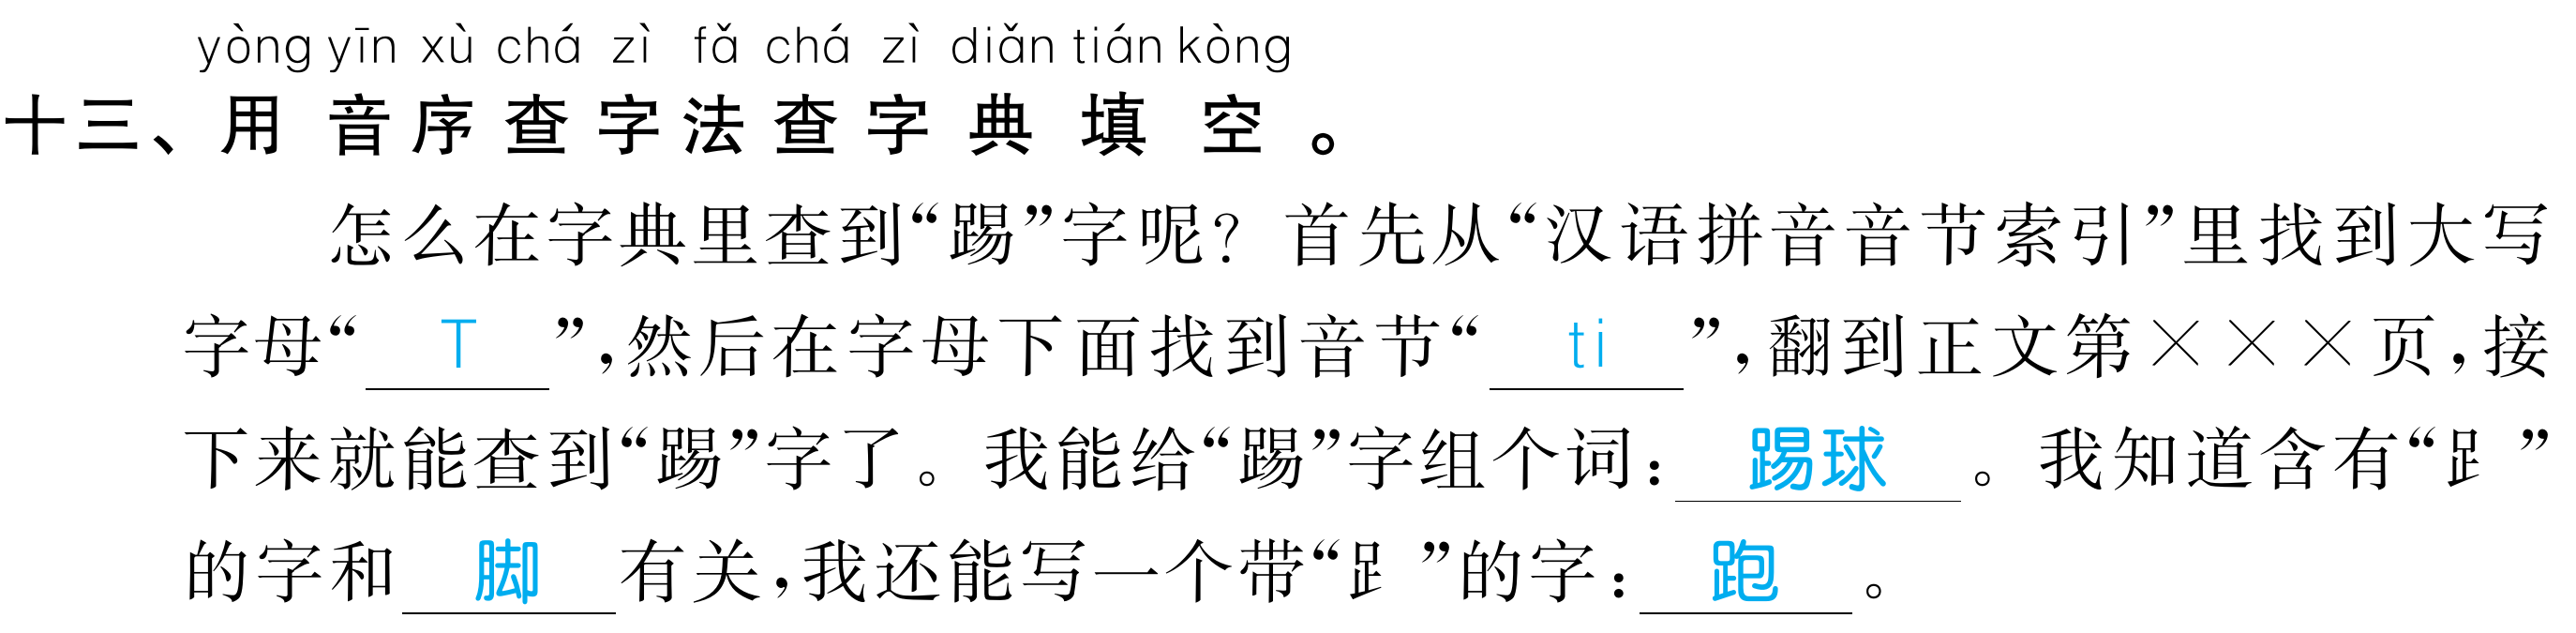 yòng yīn xù chá zì fǎ chá zì diǎn tián kòng
十三、用音序查字法查字典填空。
怎么在字典里查到“踢”字呢？首先从“汉语拼音音节索引”里找到大写
字母“T”，然后在字母下面找到音节“ti”，翻到正文第×××页，接
下来就能查到“踢”字了。我能给“踢”字组个词：踢球。我知道含有“⻊”
的字和脚有关，我还能写一个带“⻊”的字：跑。